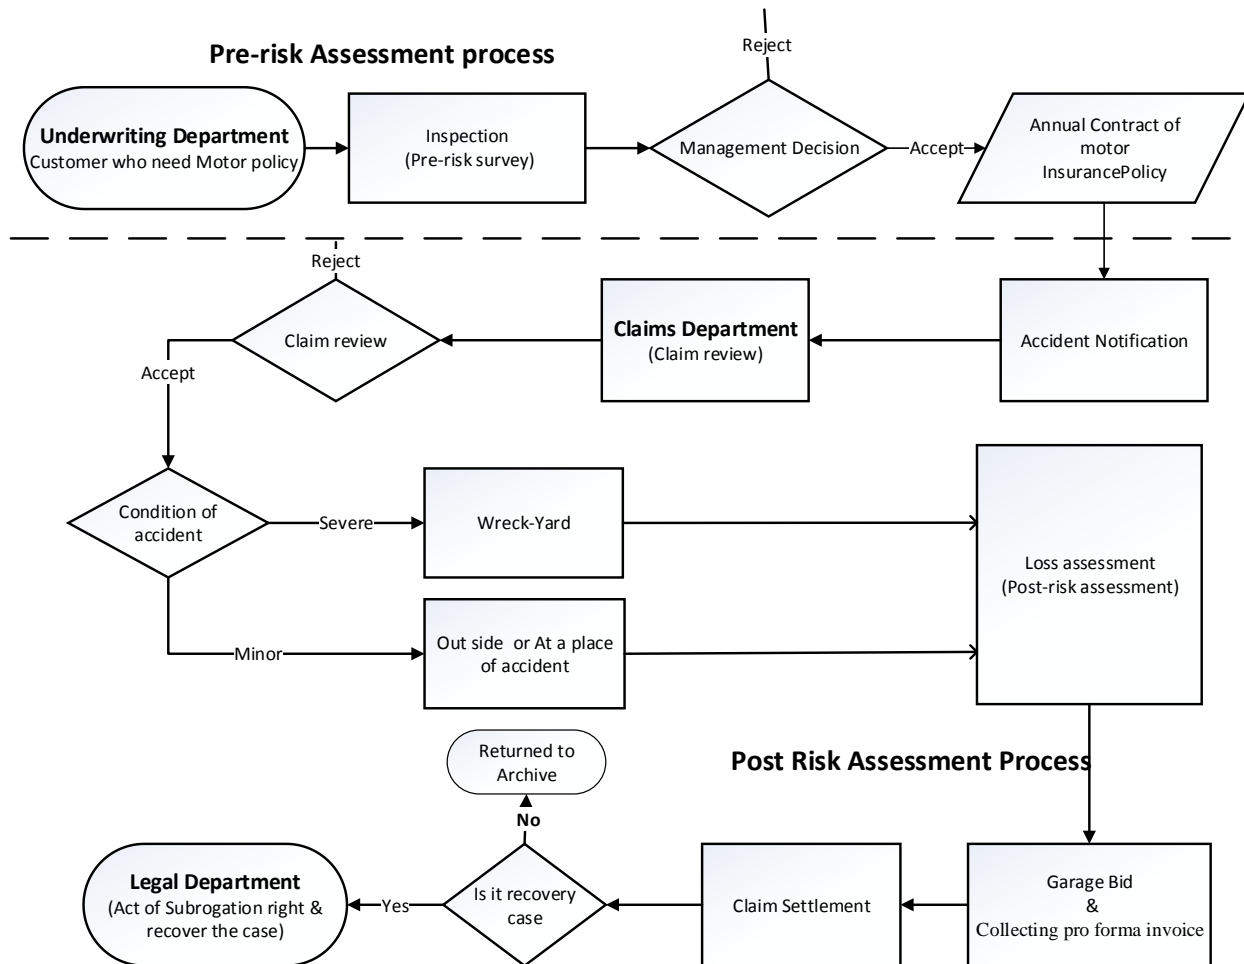 Pre-risk Assessment process
Reject
Underwriting Department
Customer who need Motor policy
Inspection
(Pre-risk survey)
Management Decision
Accept
Annual Contract of
motor
InsurancePolicy
Reject
Claim review
Claims Department
(Claim review)
Accident Notification
Accept
Condition of
accident
Severe
Wreck-Yard
Loss assessment
(Post-risk assessment)
Minor
Out side or At a place
of accident
Returned to
Archive
Post Risk Assessment Process
No
Legal Department
(Act of Subrogation right &
recover the case)
Yes
Is it recovery
case
Claim Settlement
Garage Bid
&
Collecting pro forma invoice